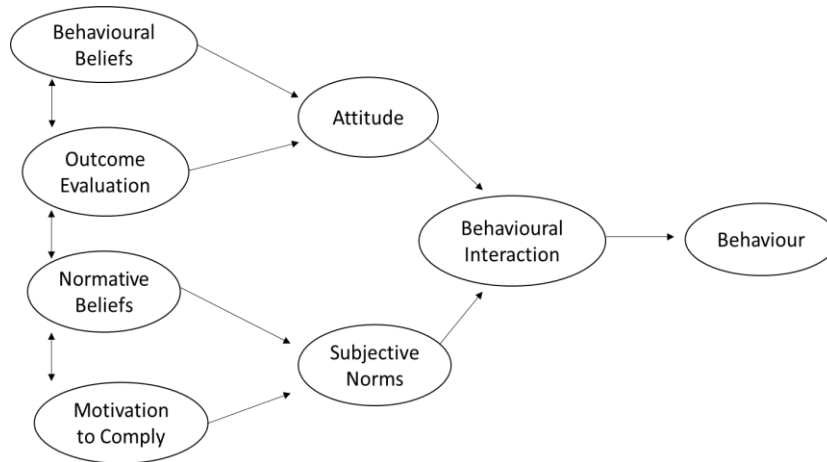 Behavioural
Beliefs
Attitude
Outcome
Evaluation
Behavioural
Interaction
Behaviour
Normative
Beliefs
Subjective
Norms
Motivation
to Comply